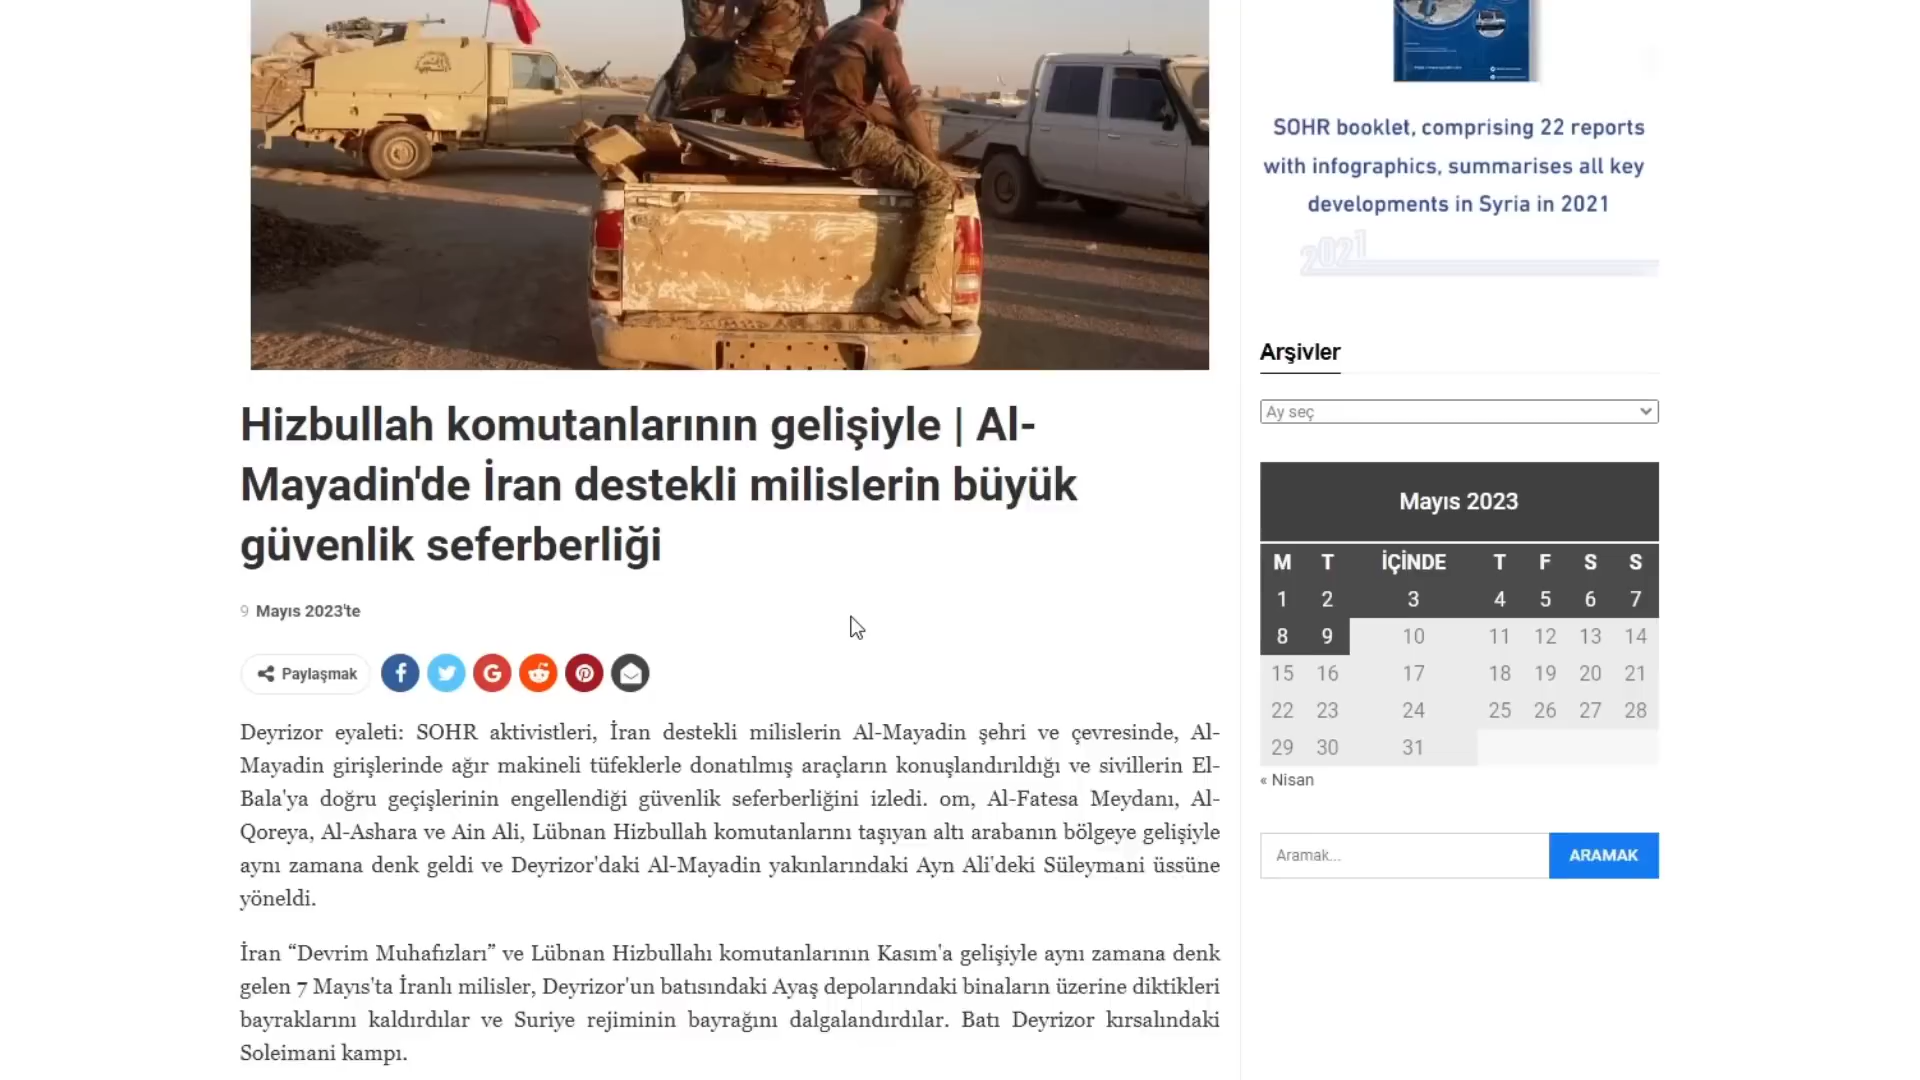 SOHR booklet, comprising 22 reports
with infographics, summarises all key
developments in Syria in 2021
2021
Hizbullah komutanlarının gelişiyle | Al-
Mayadin'de İran destekli milislerin büyük
güvenlik seferberliği
9 Mayıs 2023'te
Paylaşmak
Deyrizor eyaleti: SOHR aktivistleri, İran destekli milislerin Al-Mayadin şehri ve çevresinde, Al-
Mayadin girişlerinde ağır makineli tüfeklerle donatılmış araçların konuşlandırıldığı ve sivillerin El-
Bala'ya doğru geçişlerinin engellendiği güvenlik seferberliğini izledi. om, Al-Fatesa Meydanı, Al-
Qoreya, Al-Ashara ve Ain Ali, Lübnan Hizbullah komutanlarını taşıyan altı arabanın bölgeye gelişiyle
aynı zamana denk geldi ve Deyrizor'daki Al-Mayadin yakınlarındaki Ayn Ali'deki Süleymani üssüne
yöneldi.
İran “Devrim Muhafızları” ve Lübnan Hizbullahı komutanlarının Kasım'a gelişiyle aynı zamana denk
gelen 7 Mayıs'ta İranlı milisler, Deyrizor'un batısındaki Ayaş depolarındaki binaların üzerine diktikleri
bayraklarını kaldırdılar ve Suriye rejiminin bayrağını dalgalandırdılar. Batı Deyrizor kırsalındaki
Soleimani kampı.
Arşivler
Ay seç
Mayıs 2023
M T İÇİNDE T F S S
1 2 3 4 5 6 7
8 9 10 11 12 13 14
15 16 17 18 19 20 21
22 23 24 25 26 27 28
29 30 31
« Nisan
Aramak... ARAMAK